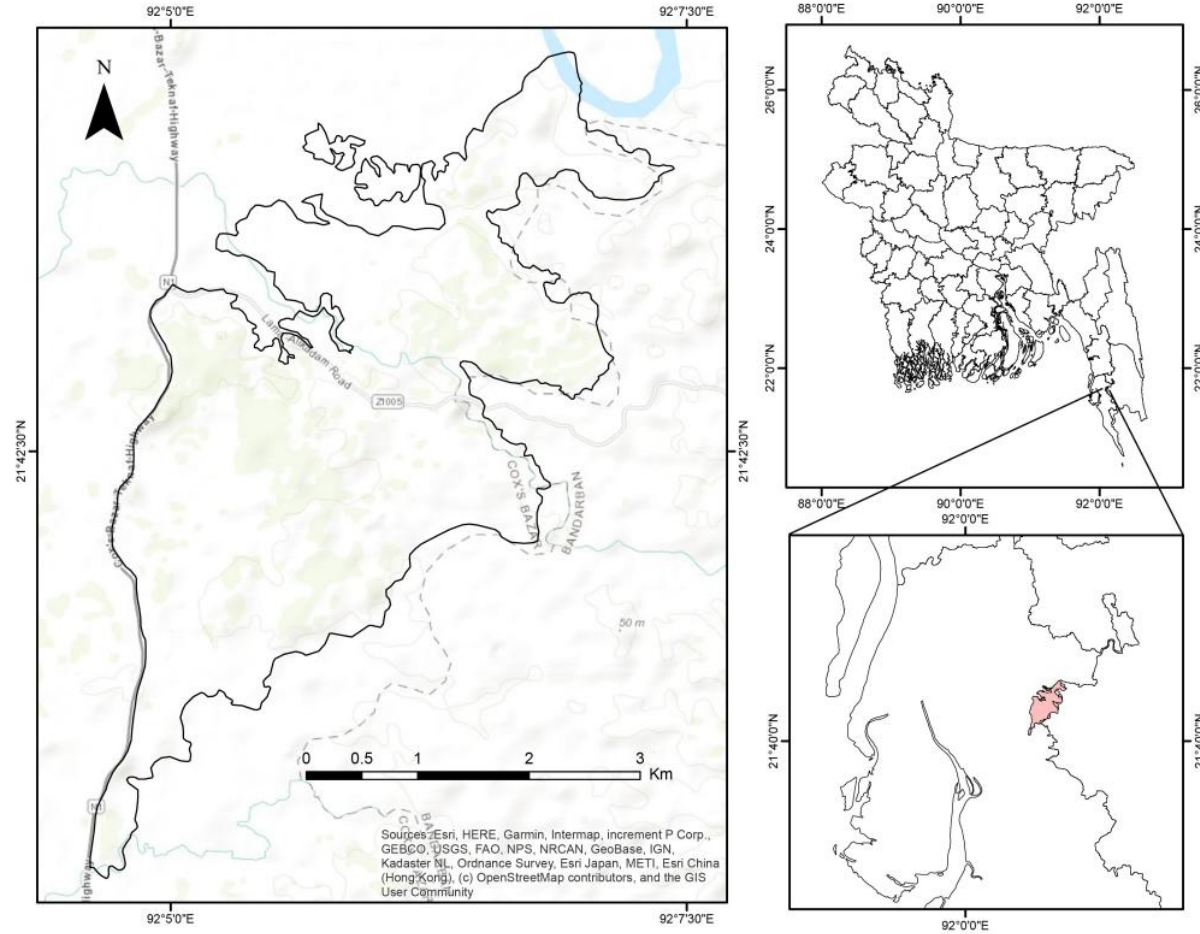 92°5'0"E
92°7'30"E
N
-Bazar Teknaf Highway
N1
Lama Alikadam Road
Z1005
21°42'30"N
21°42'30"N
Cox's Bazar Teknaf Highway
COX'S BAZAR
BANDARBAN
50 m
0 0.5 1 2 3
Km
N1
Highway
Sources: Esri, HERE, Garmin, Intermap, increment P Corp.,
GEBCO, USGS, FAO, NPS, NRCAN, GeoBase, IGN,
Kadaster NL, Ordnance Survey, Esri Japan, METI, Esri China
(Hong Kong), (c) OpenStreetMap contributors, and the GIS
User Community
92°5'0"E
92°7'30"E
88°0'0"E
90°0'0"E
92°0'0"E
26°0'0"N
26°0'0"N
24°0'0"N
24°0'0"N
22°0'0"N
22°0'0"N
88°0'0"E
90°0'0"E
92°0'0"E
92°0'0"E
21°40'0"N
21°40'0"N
92°0'0"E